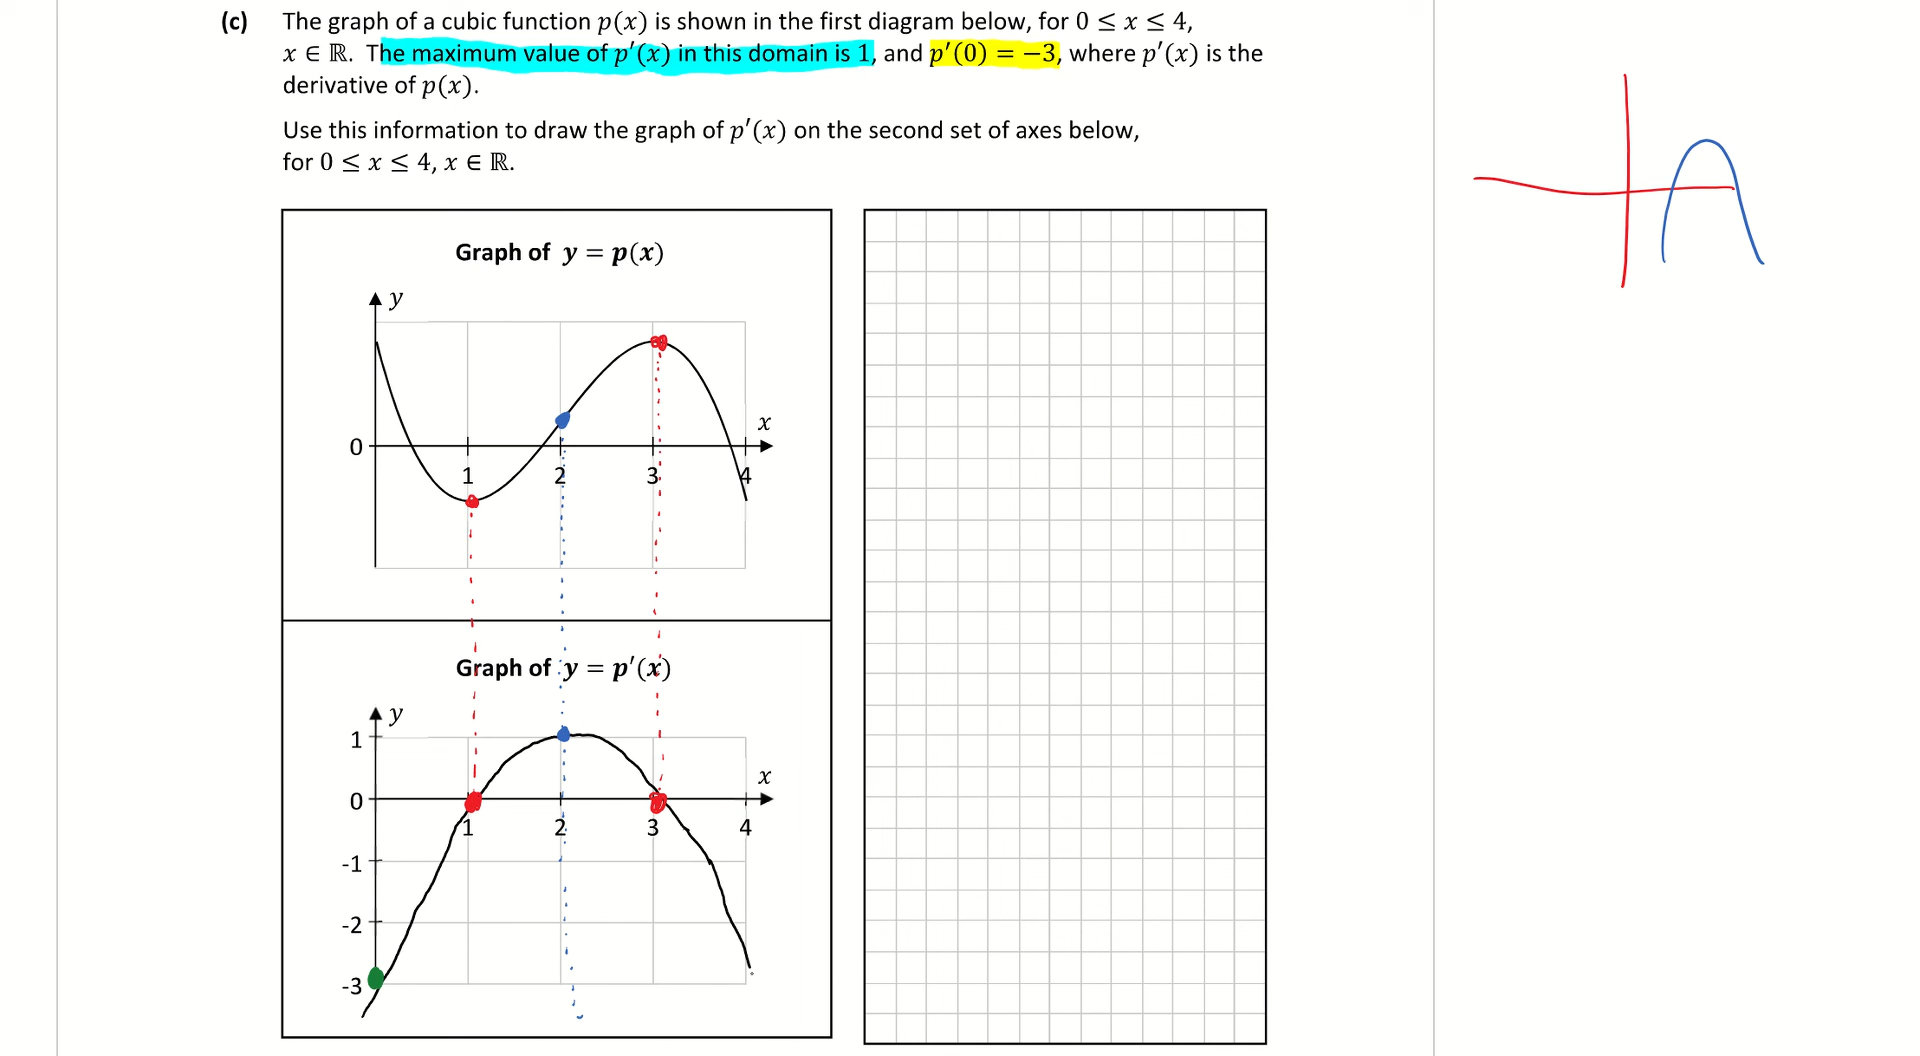 (c) The graph of a cubic function p(x) is shown in the first diagram below, for 0 ≤ x ≤ 4,
x ∈ ℝ. The maximum value of p′(x) in this domain is 1, and p′(0) = −3, where p′(x) is the
derivative of p(x).
Use this information to draw the graph of p′(x) on the second set of axes below,
for 0 ≤ x ≤ 4, x ∈ ℝ.
Graph of y = p(x)
y
x
0
1 2 3 4
Graph of y = p′(x)
y
1
x
0
1 2 3 4
-1
-2
-3